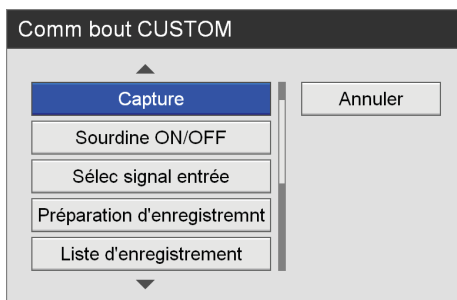 Comm bout CUSTOM
Capture
Annuler
Sourdine ON/OFF
Sélec signal entrée
Préparation d'enregistremnt
Liste d'enregistrement